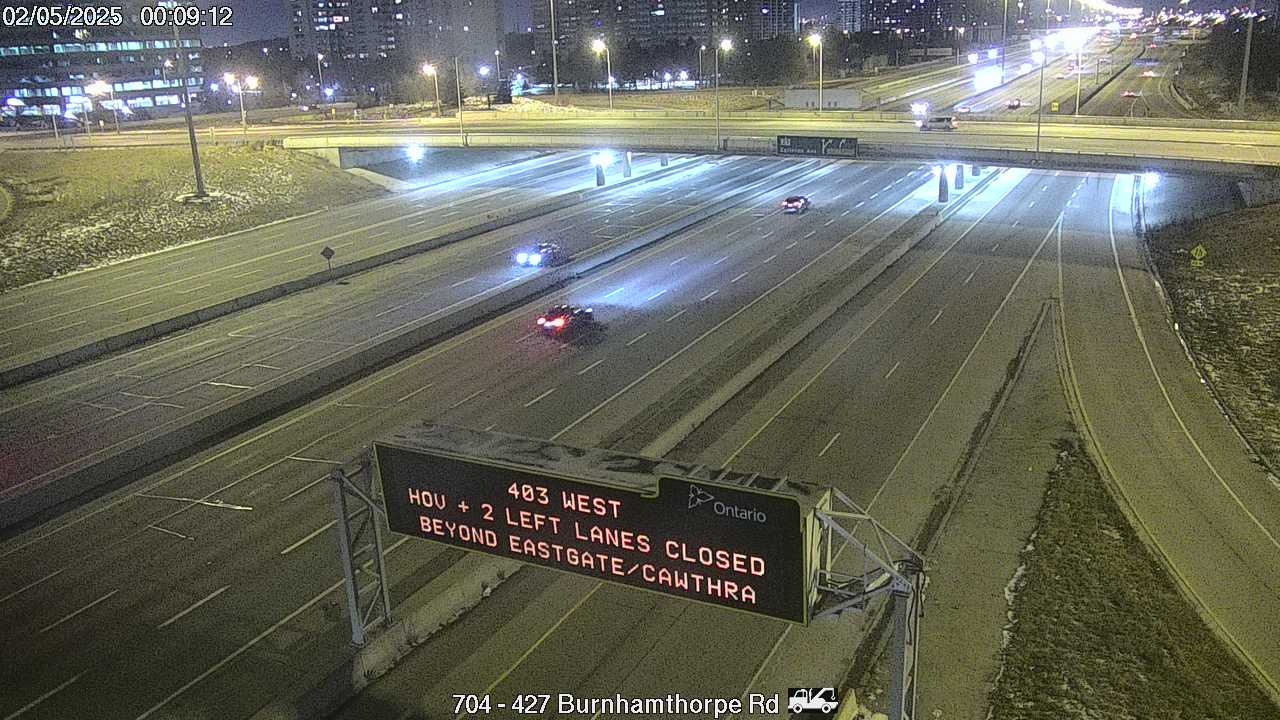 02/05/2025 00:09:12
403 WEST
HOV + 2 LEFT LANES CLOSED
BEYOND EASTGATE/CAWTHRA
Ontario
704 - 427 Burnhamthorpe Rd